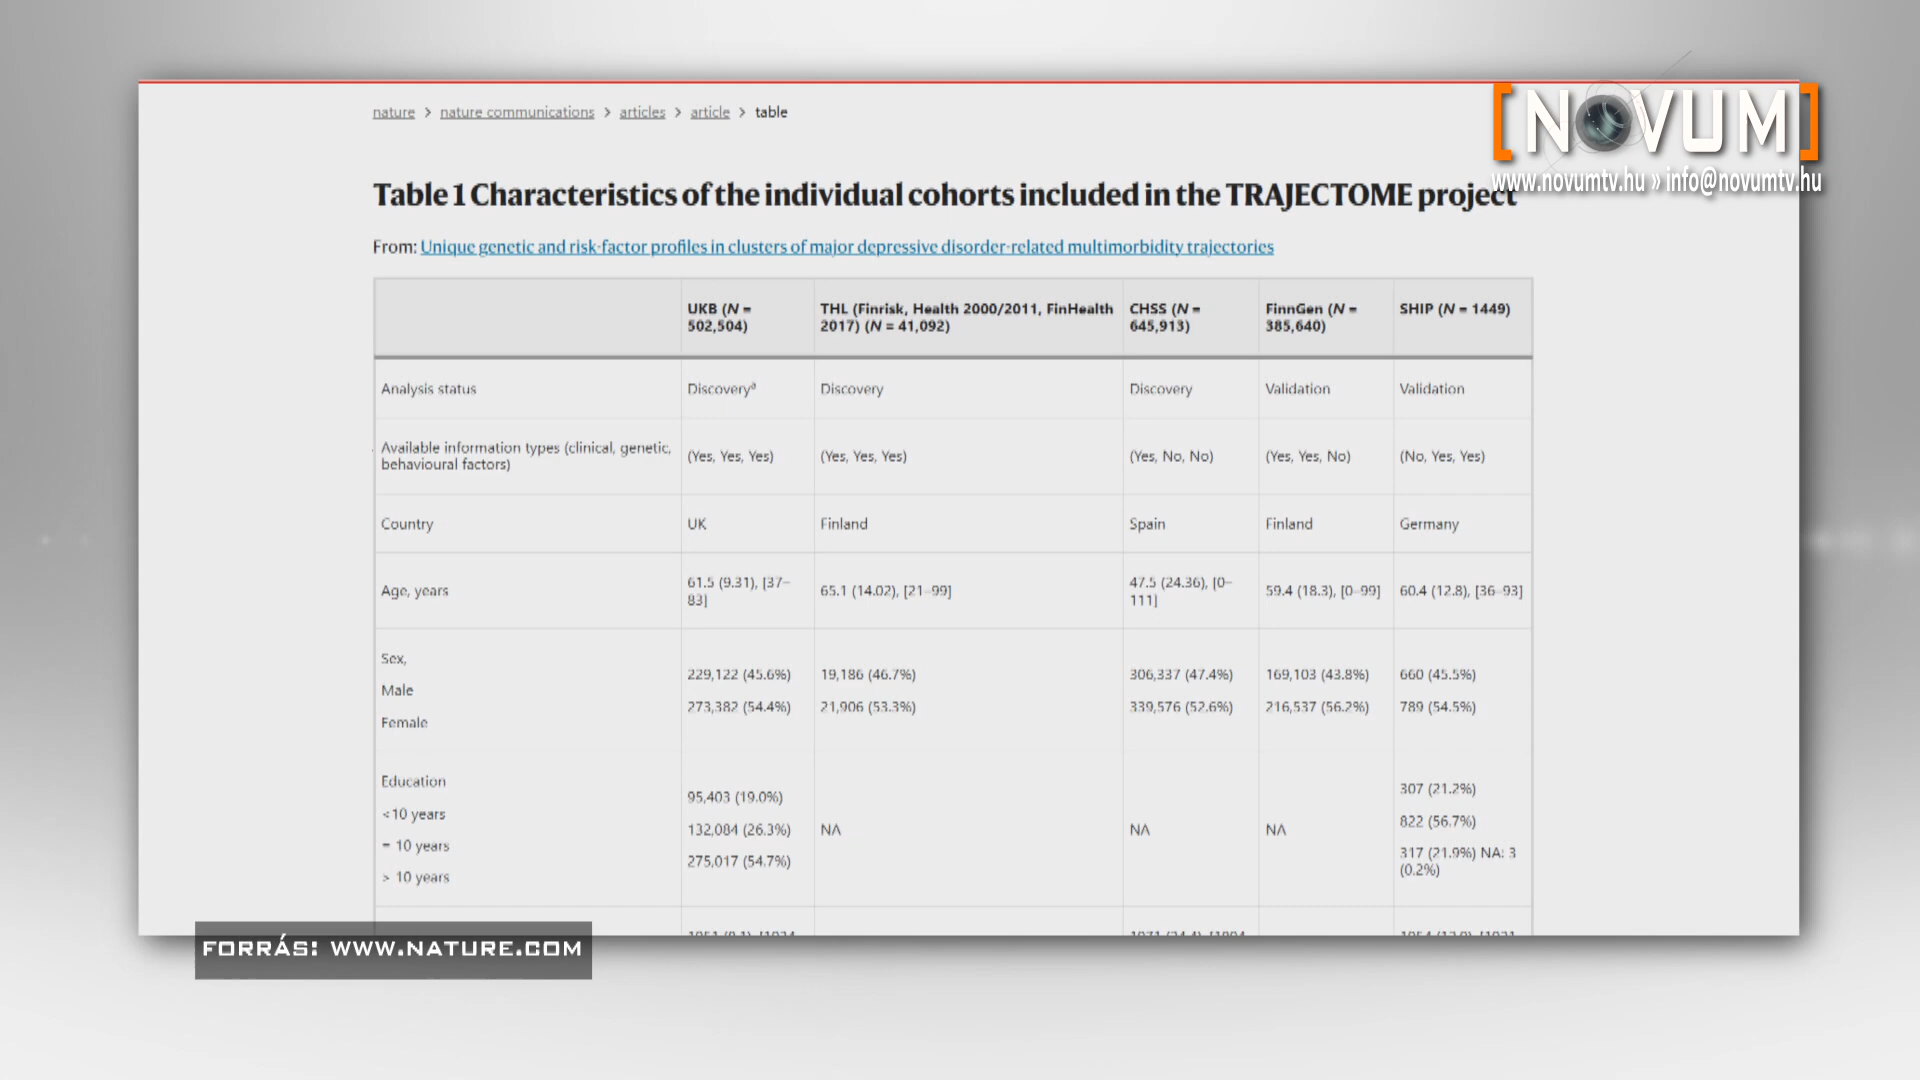 [NOVUM]
www.novumtv.hu » info@novumtv.hu
nature > nature communications > articles > article > table
Table 1 Characteristics of the individual cohorts included in the TRAJECTOME project
From: Unique genetic and risk-factor profiles in clusters of major depressive disorder-related multimorbidity trajectories
UKB (N = 502,504) THL (Finrisk, Health 2000/2011, FinHealth 2017) (N = 41,092) CHSS (N = 645,913) FinnGen (N = 385,640) SHIP (N = 1449)
Analysis status Discoveryª Discovery Discovery Validation Validation
Available information types (clinical, genetic, behavioural factors) (Yes, Yes, Yes) (Yes, Yes, Yes) (Yes, No, No) (Yes, Yes, No) (No, Yes, Yes)
Country UK Finland Spain Finland Germany
Age, years 61.5 (9.31), [37–83] 65.1 (14.02), [21–99] 47.5 (24.36), [0–111] 59.4 (18.3), [0–99] 60.4 (12.8), [36–93]
Sex,
Male 229,122 (45.6%) 19,186 (46.7%) 306,337 (47.4%) 169,103 (43.8%) 660 (45.5%)
Female 273,382 (54.4%) 21,906 (53.3%) 339,576 (52.6%) 216,537 (56.2%) 789 (54.5%)
Education
<10 years 95,403 (19.0%) NA NA NA 307 (21.2%)
= 10 years 132,084 (26.3%) 822 (56.7%)
> 10 years 275,017 (54.7%) 317 (21.9%) NA: 3 (0.2%)
FORRÁS: WWW.NATURE.COM